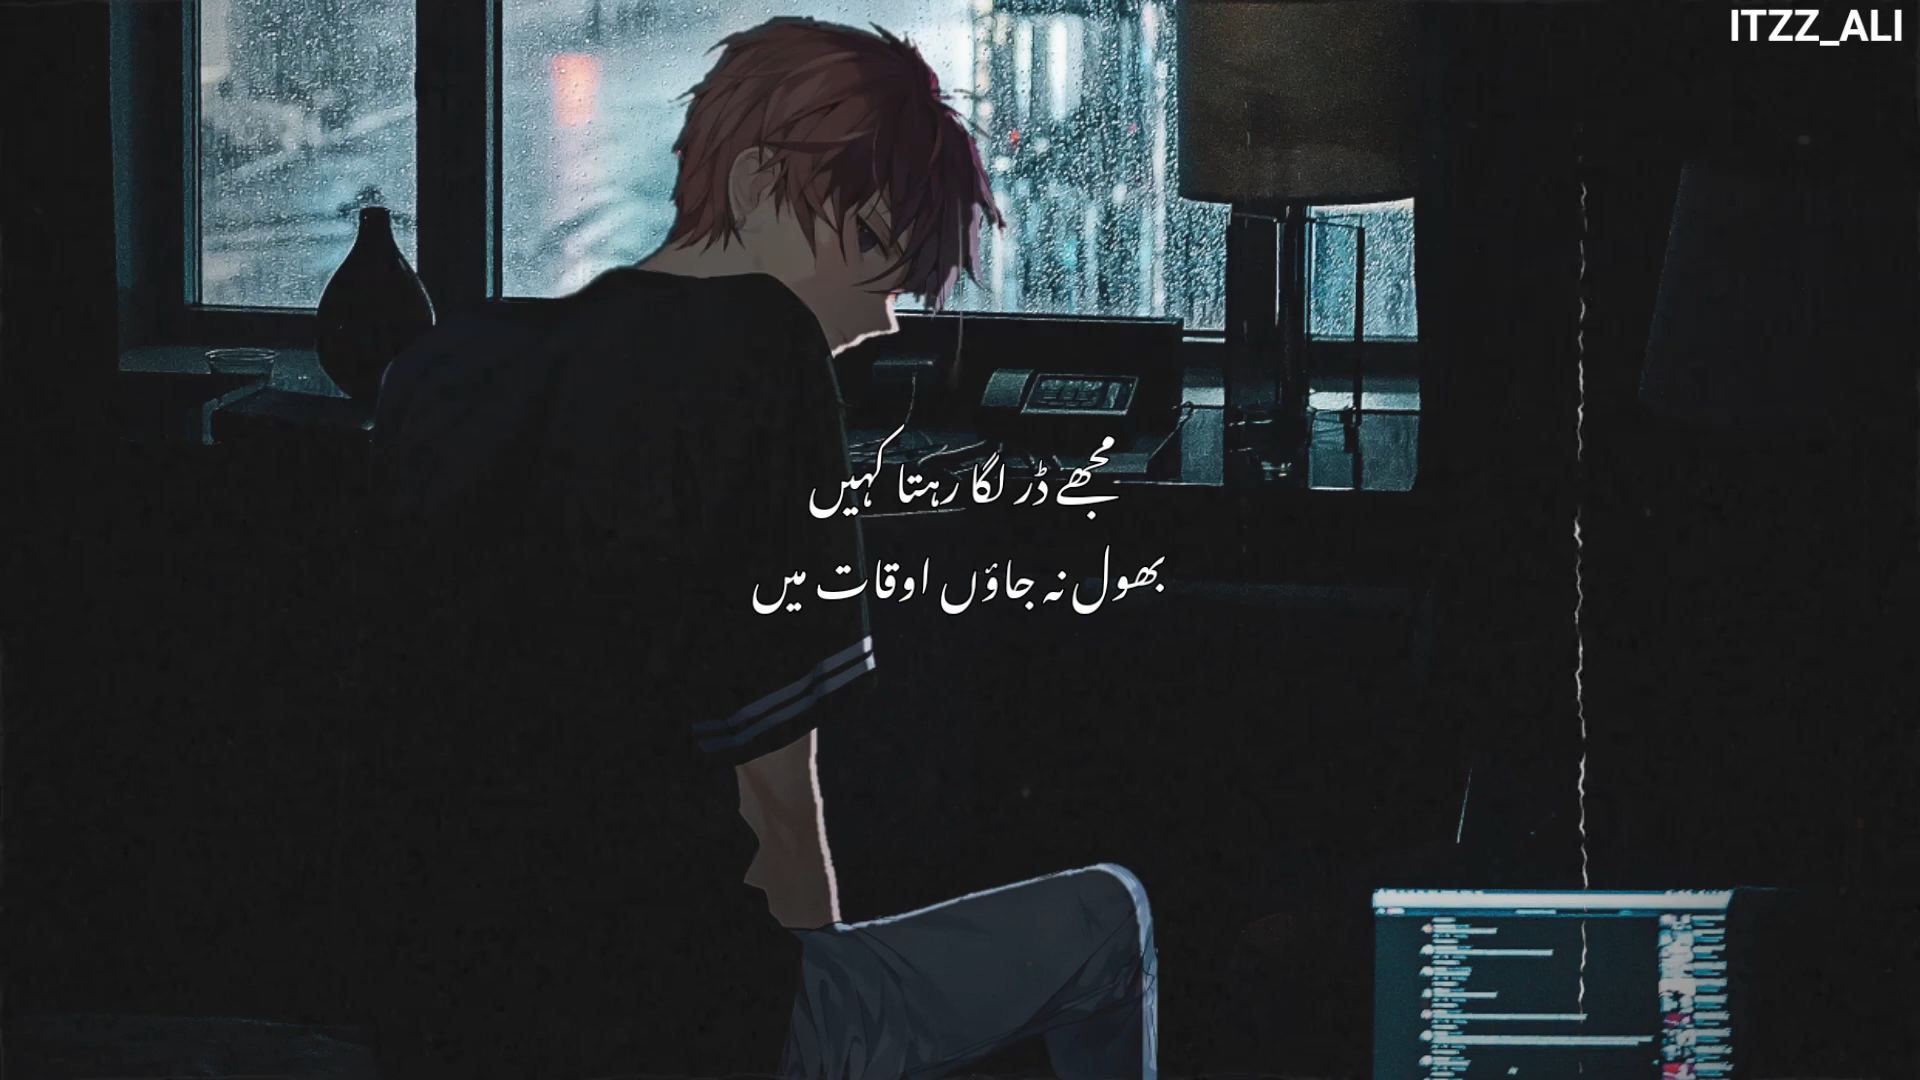 ITZZ_ALI
مجھے ڈر لگا رہتا کہیں
بھول نہ جاؤں اوقات میں